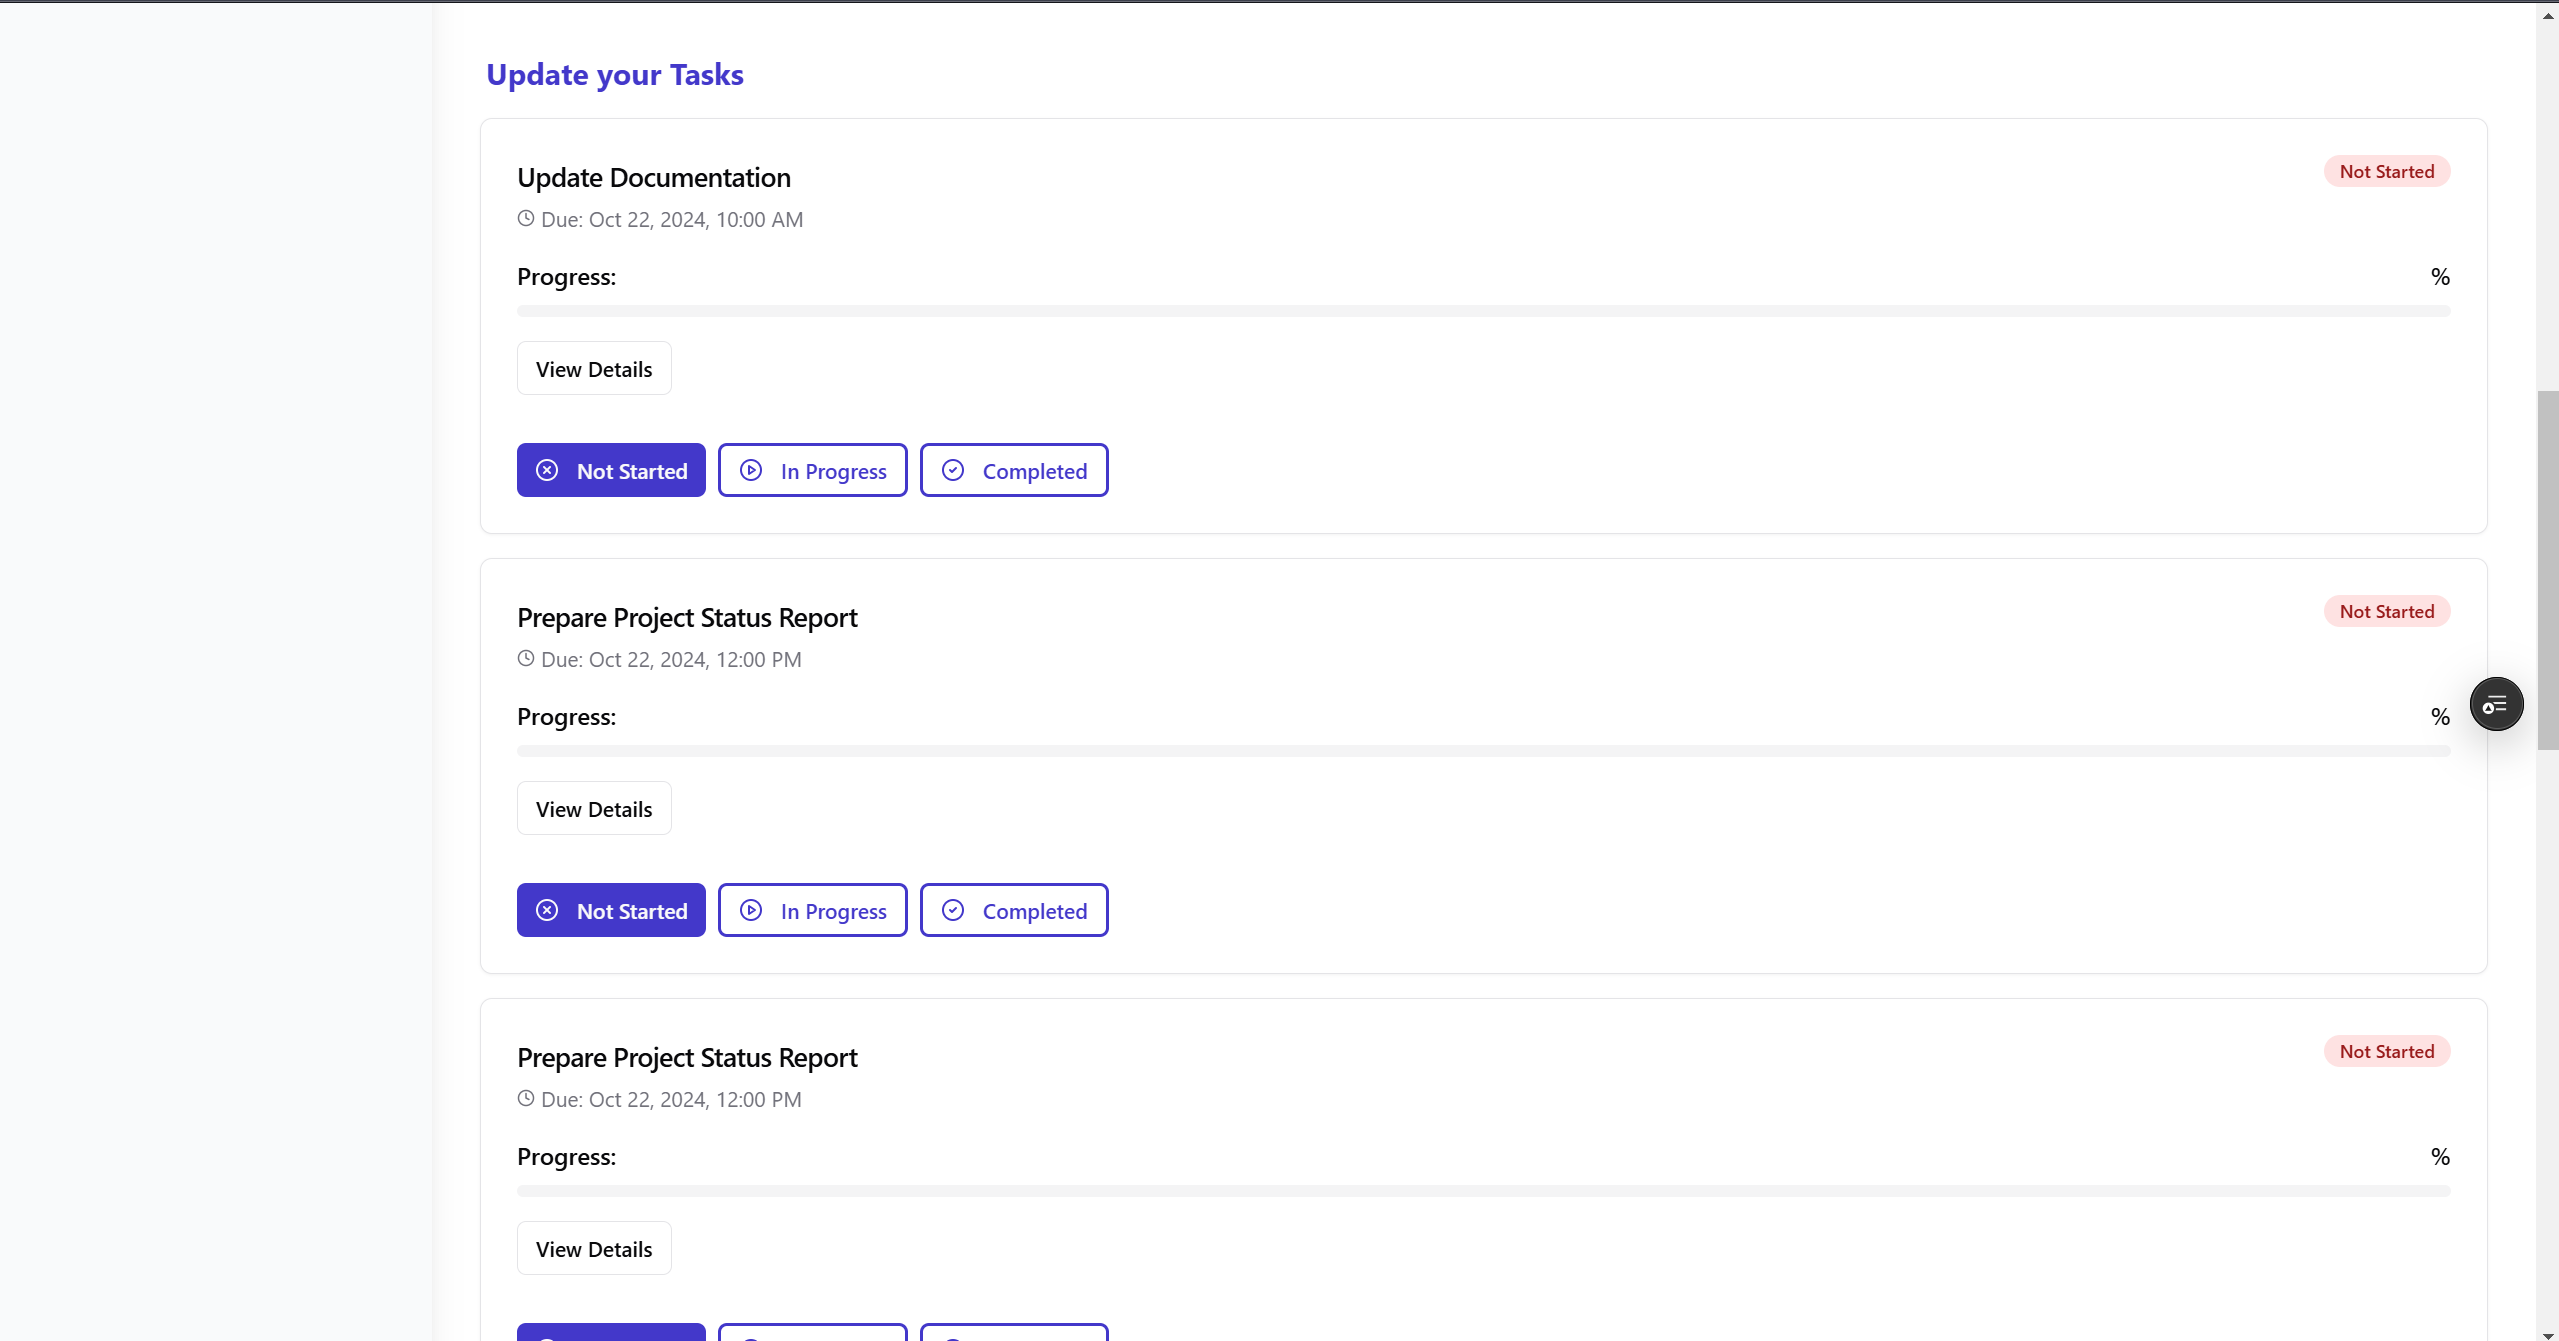 Update your Tasks
Update Documentation
Not Started
Due: Oct 22, 2024, 10:00 AM
Progress:
%
View Details
Not Started
In Progress
Completed
Prepare Project Status Report
Not Started
Due: Oct 22, 2024, 12:00 PM
Progress:
%
View Details
Not Started
In Progress
Completed
Prepare Project Status Report
Not Started
Due: Oct 22, 2024, 12:00 PM
Progress:
%
View Details